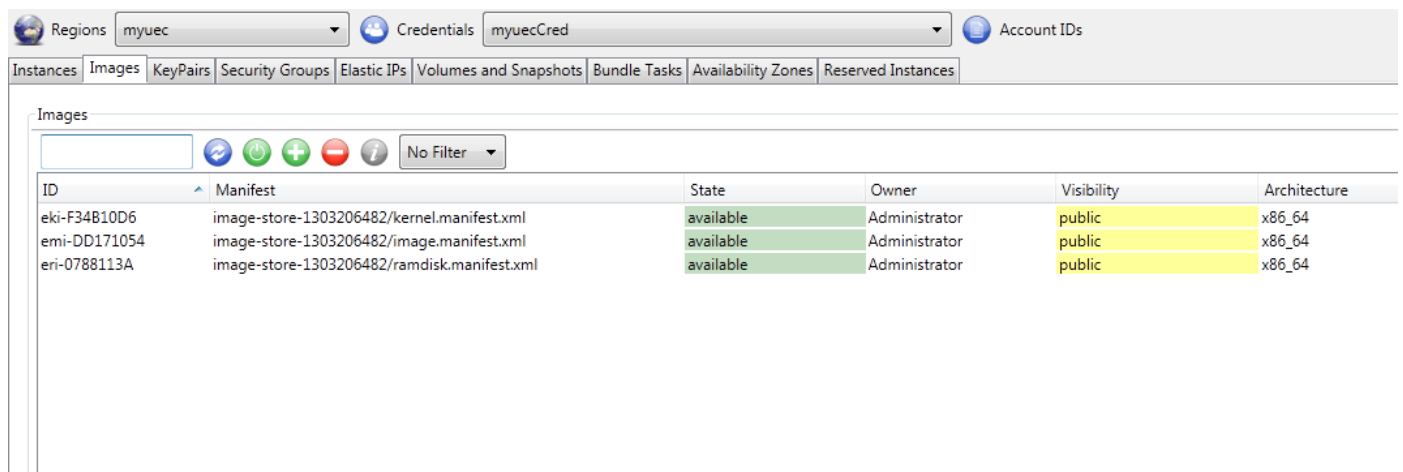 Regions myuec Credentials myuecCred Account IDs
Instances Images KeyPairs Security Groups Elastic IPs Volumes and Snapshots Bundle Tasks Availability Zones Reserved Instances
Images
No Filter
ID Manifest State Owner Visibility Architecture
eki-F34B10D6 image-store-1303206482/kernel.manifest.xml available Administrator public x86_64
emi-DD171054 image-store-1303206482/image.manifest.xml available Administrator public x86_64
eri-0788113A image-store-1303206482/ramdisk.manifest.xml available Administrator public x86_64